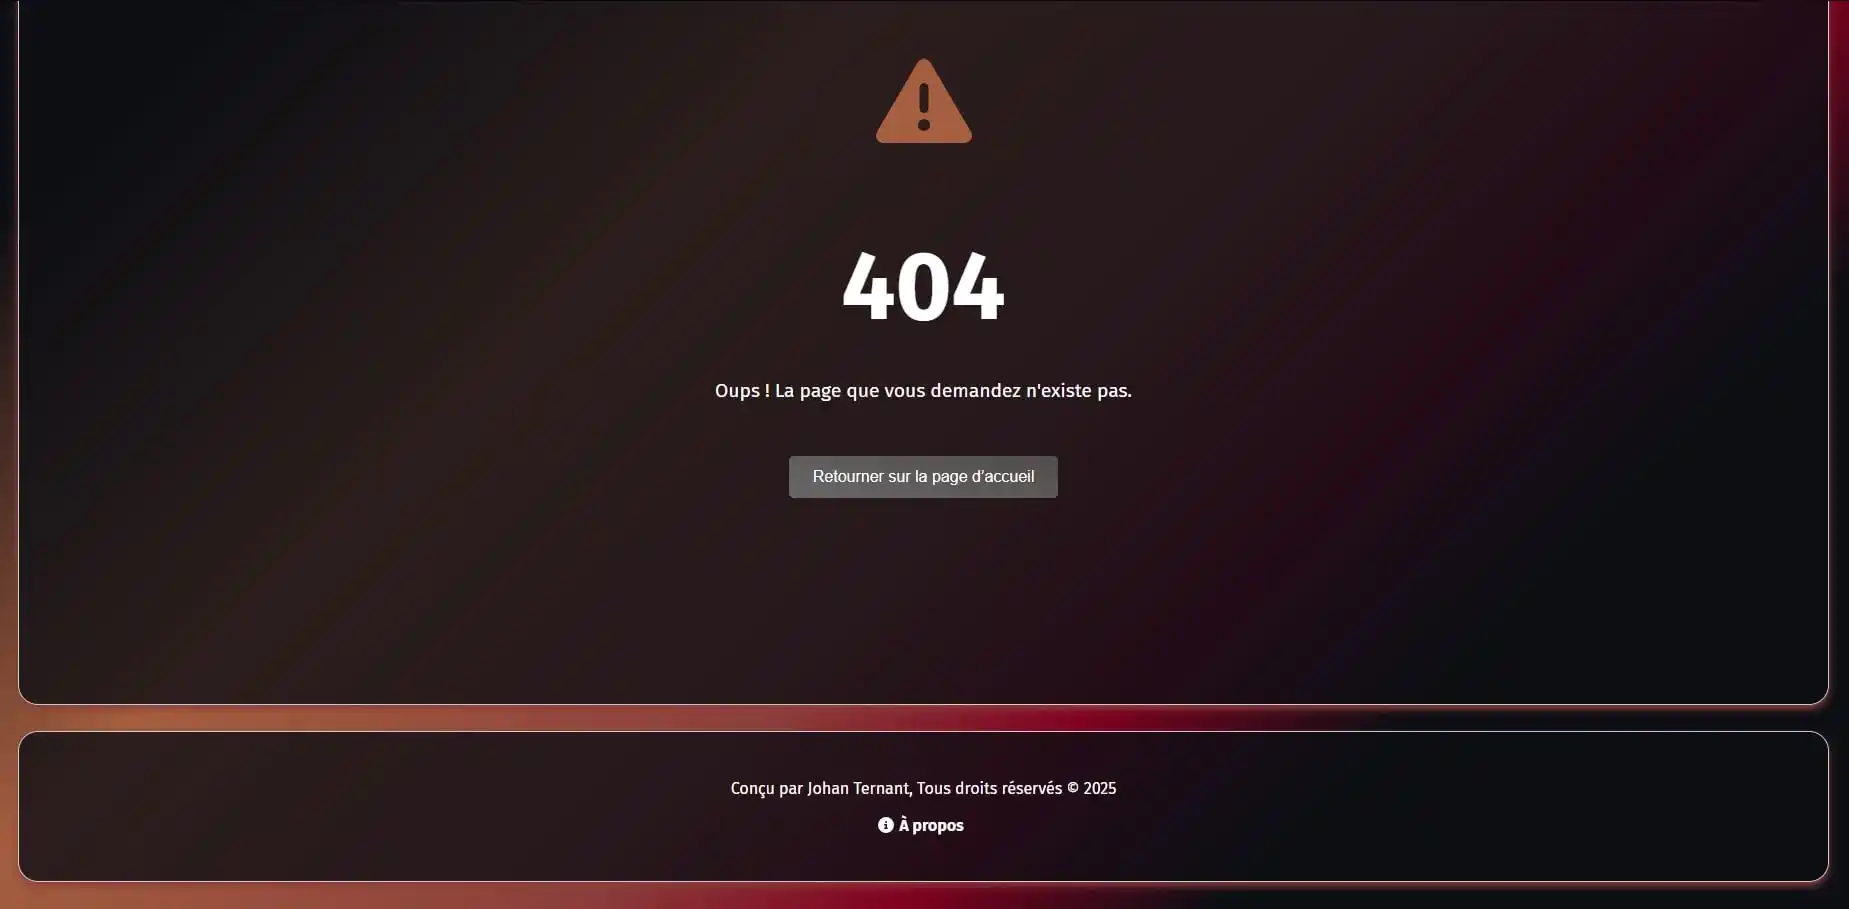 404
Oups ! La page que vous demandez n'existe pas.
Retourner sur la page d’accueil
Conçu par Johan Ternant, Tous droits réservés © 2025
À propos